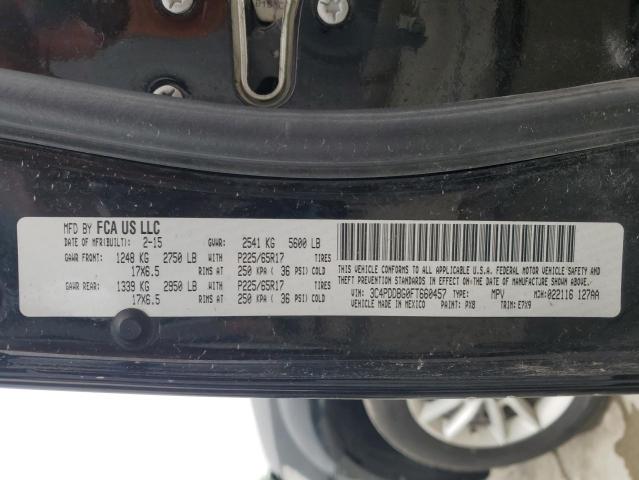 MFD BY FCA US LLC
DATE OF MFR(BUILT): 2-15 GVWR: 2541 KG 5600 LB
GAWR FRONT: 1248 KG 2750 LB WITH P225/65R17 TIRES
17X6.5 RIMS AT 250 KPA ( 36 PSI) COLD
GAWR REAR: 1339 KG 2950 LB WITH P225/65R17 TIRES
17X6.5 RIMS AT 250 KPA ( 36 PSI) COLD
THIS VEHICLE CONFORMS TO ALL APPLICABLE U.S.A. FEDERAL MOTOR VEHICLE SAFETY AND
THEFT PREVENTION STANDARDS IN EFFECT ON THE DATE OF MANUFACTURE SHOWN ABOVE.
VIN: 3C4PDDBG0FT660457 TYPE: MPV MDH:022116 127AA
VEHICLE MADE IN MEXICO PAINT: PX8 TRIM: E7X9